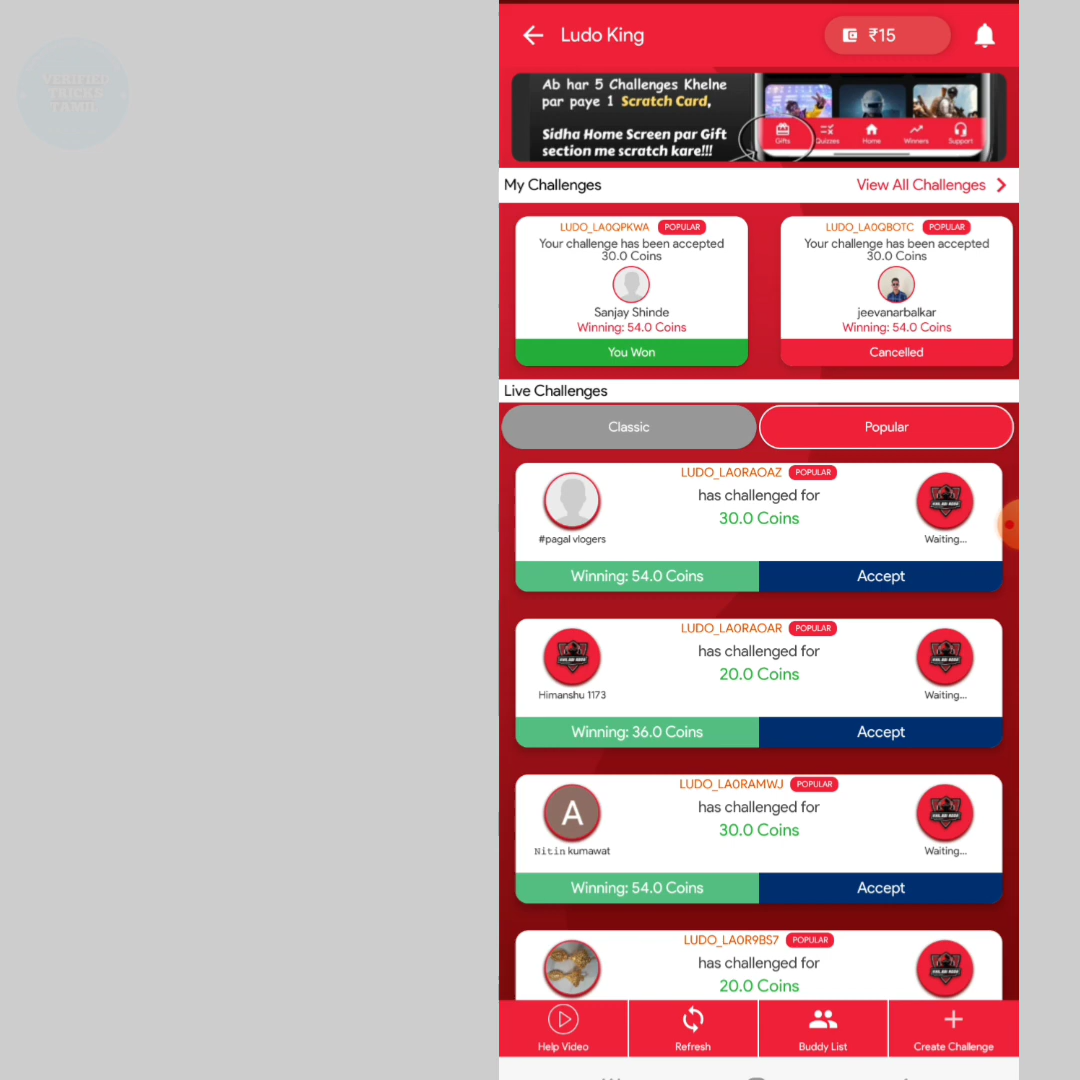 VERIFIED
TRICKS
TAMIL
Ludo King
₹15
Ab har 5 Challenges Khelne
par paye 1 Scratch Card,
Sidha Home Screen par Gift
section me scratch kare!!!
Gifts
Quizzes
Home
Winners
Support
My Challenges
View All Challenges
LUDO_LA0QPKWA POPULAR
Your challenge has been accepted
30.0 Coins
Sanjay Shinde
Winning: 54.0 Coins
You Won
LUDO_LA0QBOTC POPULAR
Your challenge has been accepted
30.0 Coins
jeevanarbalkar
Winning: 54.0 Coins
Cancelled
Live Challenges
Classic
Popular
LUDO_LA0RAOAZ POPULAR
has challenged for
30.0 Coins
#pagal vlogers
Waiting...
Winning: 54.0 Coins
Accept
LUDO_LA0RAOAR POPULAR
has challenged for
20.0 Coins
Himanshu 1173
Waiting...
Winning: 36.0 Coins
Accept
LUDO_LA0RAMWJ POPULAR
has challenged for
30.0 Coins
A
Nitin kumawat
Waiting...
Winning: 54.0 Coins
Accept
LUDO_LA0R9BS7 POPULAR
has challenged for
20.0 Coins
Help Video
Refresh
Buddy List
Create Challenge